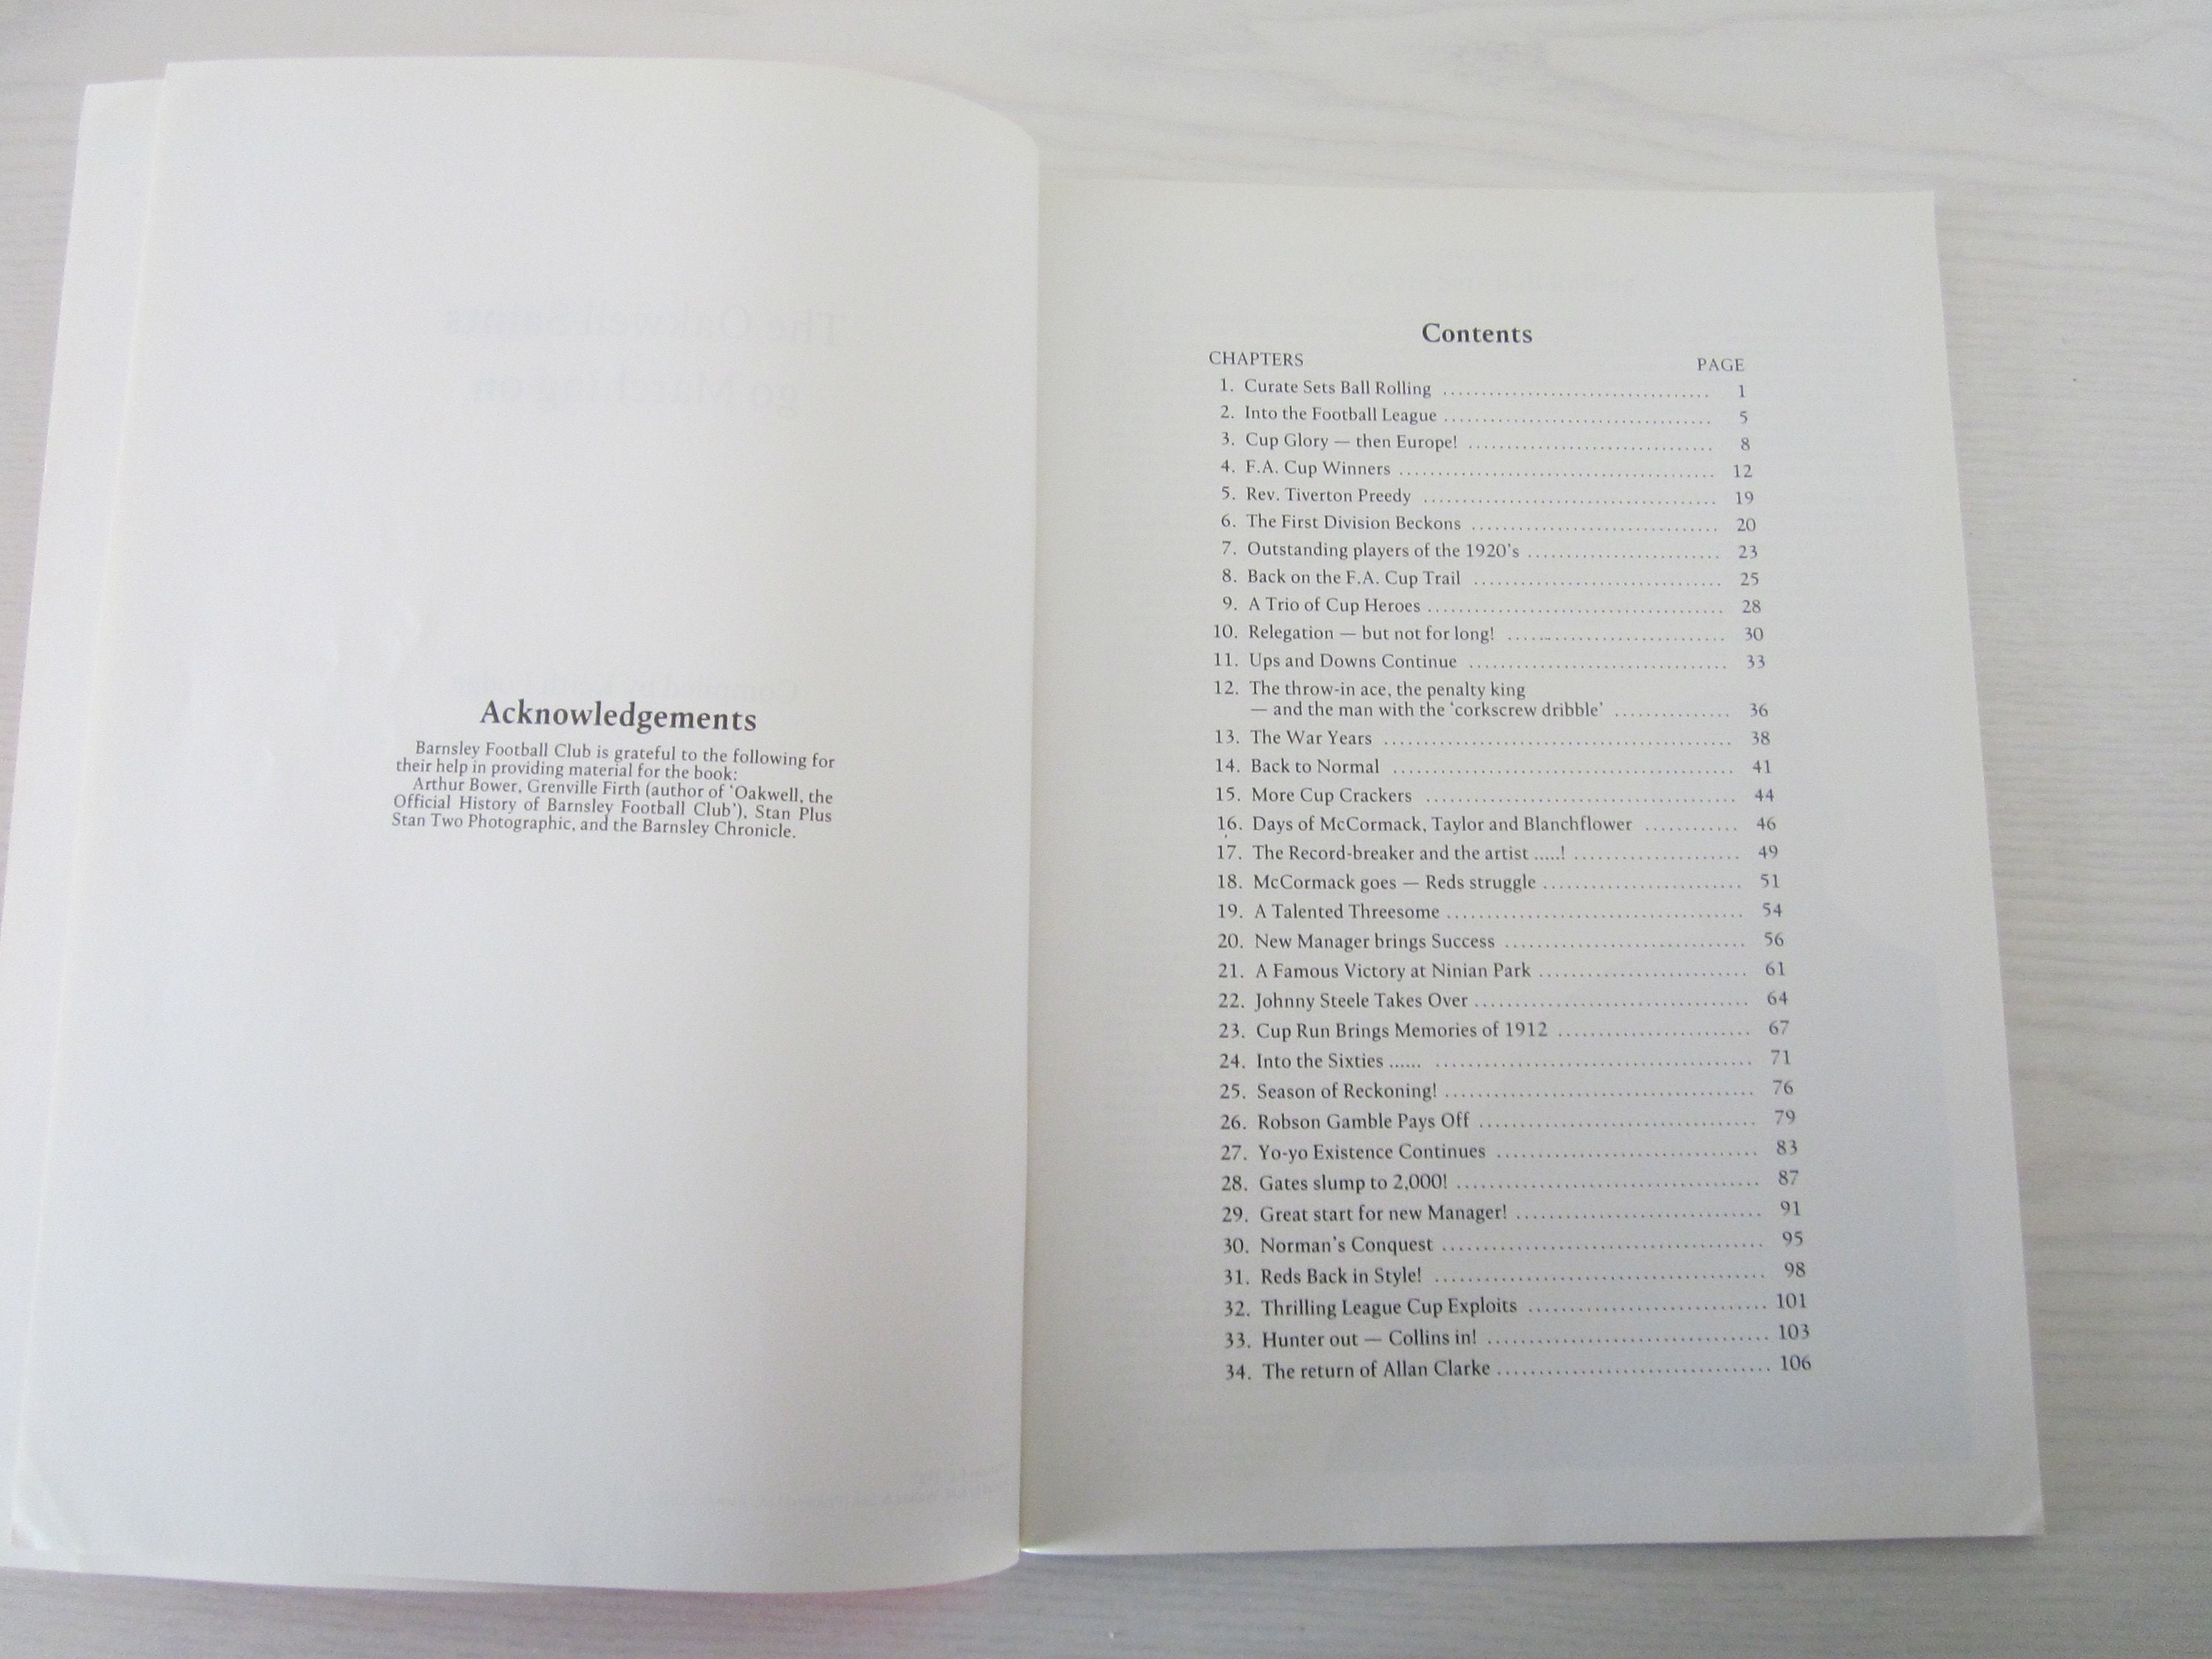 Acknowledgements
Barnsley Football Club is grateful to the following for
their help in providing material for the book:
Arthur Bower, Grenville Firth (author of 'Oakwell, the
Official History of Barnsley Football Club'), Stan Plus
Stan Two Photographic, and the Barnsley Chronicle.
Contents
CHAPTERS PAGE
1. Curate Sets Ball Rolling 1
2. Into the Football League 5
3. Cup Glory — then Europe! 8
4. F.A. Cup Winners 12
5. Rev. Tiverton Preedy 19
6. The First Division Beckons 20
7. Outstanding players of the 1920's 23
8. Back on the F.A. Cup Trail 25
9. A Trio of Cup Heroes 28
10. Relegation — but not for long! 30
11. Ups and Downs Continue 33
12. The throw-in ace, the penalty king
— and the man with the 'corkscrew dribble' 36
13. The War Years 38
14. Back to Normal 41
15. More Cup Crackers 44
16. Days of McCormack, Taylor and Blanchflower 46
17. The Record-breaker and the artist .....! 49
18. McCormack goes — Reds struggle 51
19. A Talented Threesome 54
20. New Manager brings Success 56
21. A Famous Victory at Ninian Park 61
22. Johnny Steele Takes Over 64
23. Cup Run Brings Memories of 1912 67
24. Into the Sixties ...... 71
25. Season of Reckoning! 76
26. Robson Gamble Pays Off 79
27. Yo-yo Existence Continues 83
28. Gates slump to 2,000! 87
29. Great start for new Manager! 91
30. Norman's Conquest 95
31. Reds Back in Style! 98
32. Thrilling League Cup Exploits 101
33. Hunter out — Collins in! 103
34. The return of Allan Clarke 106